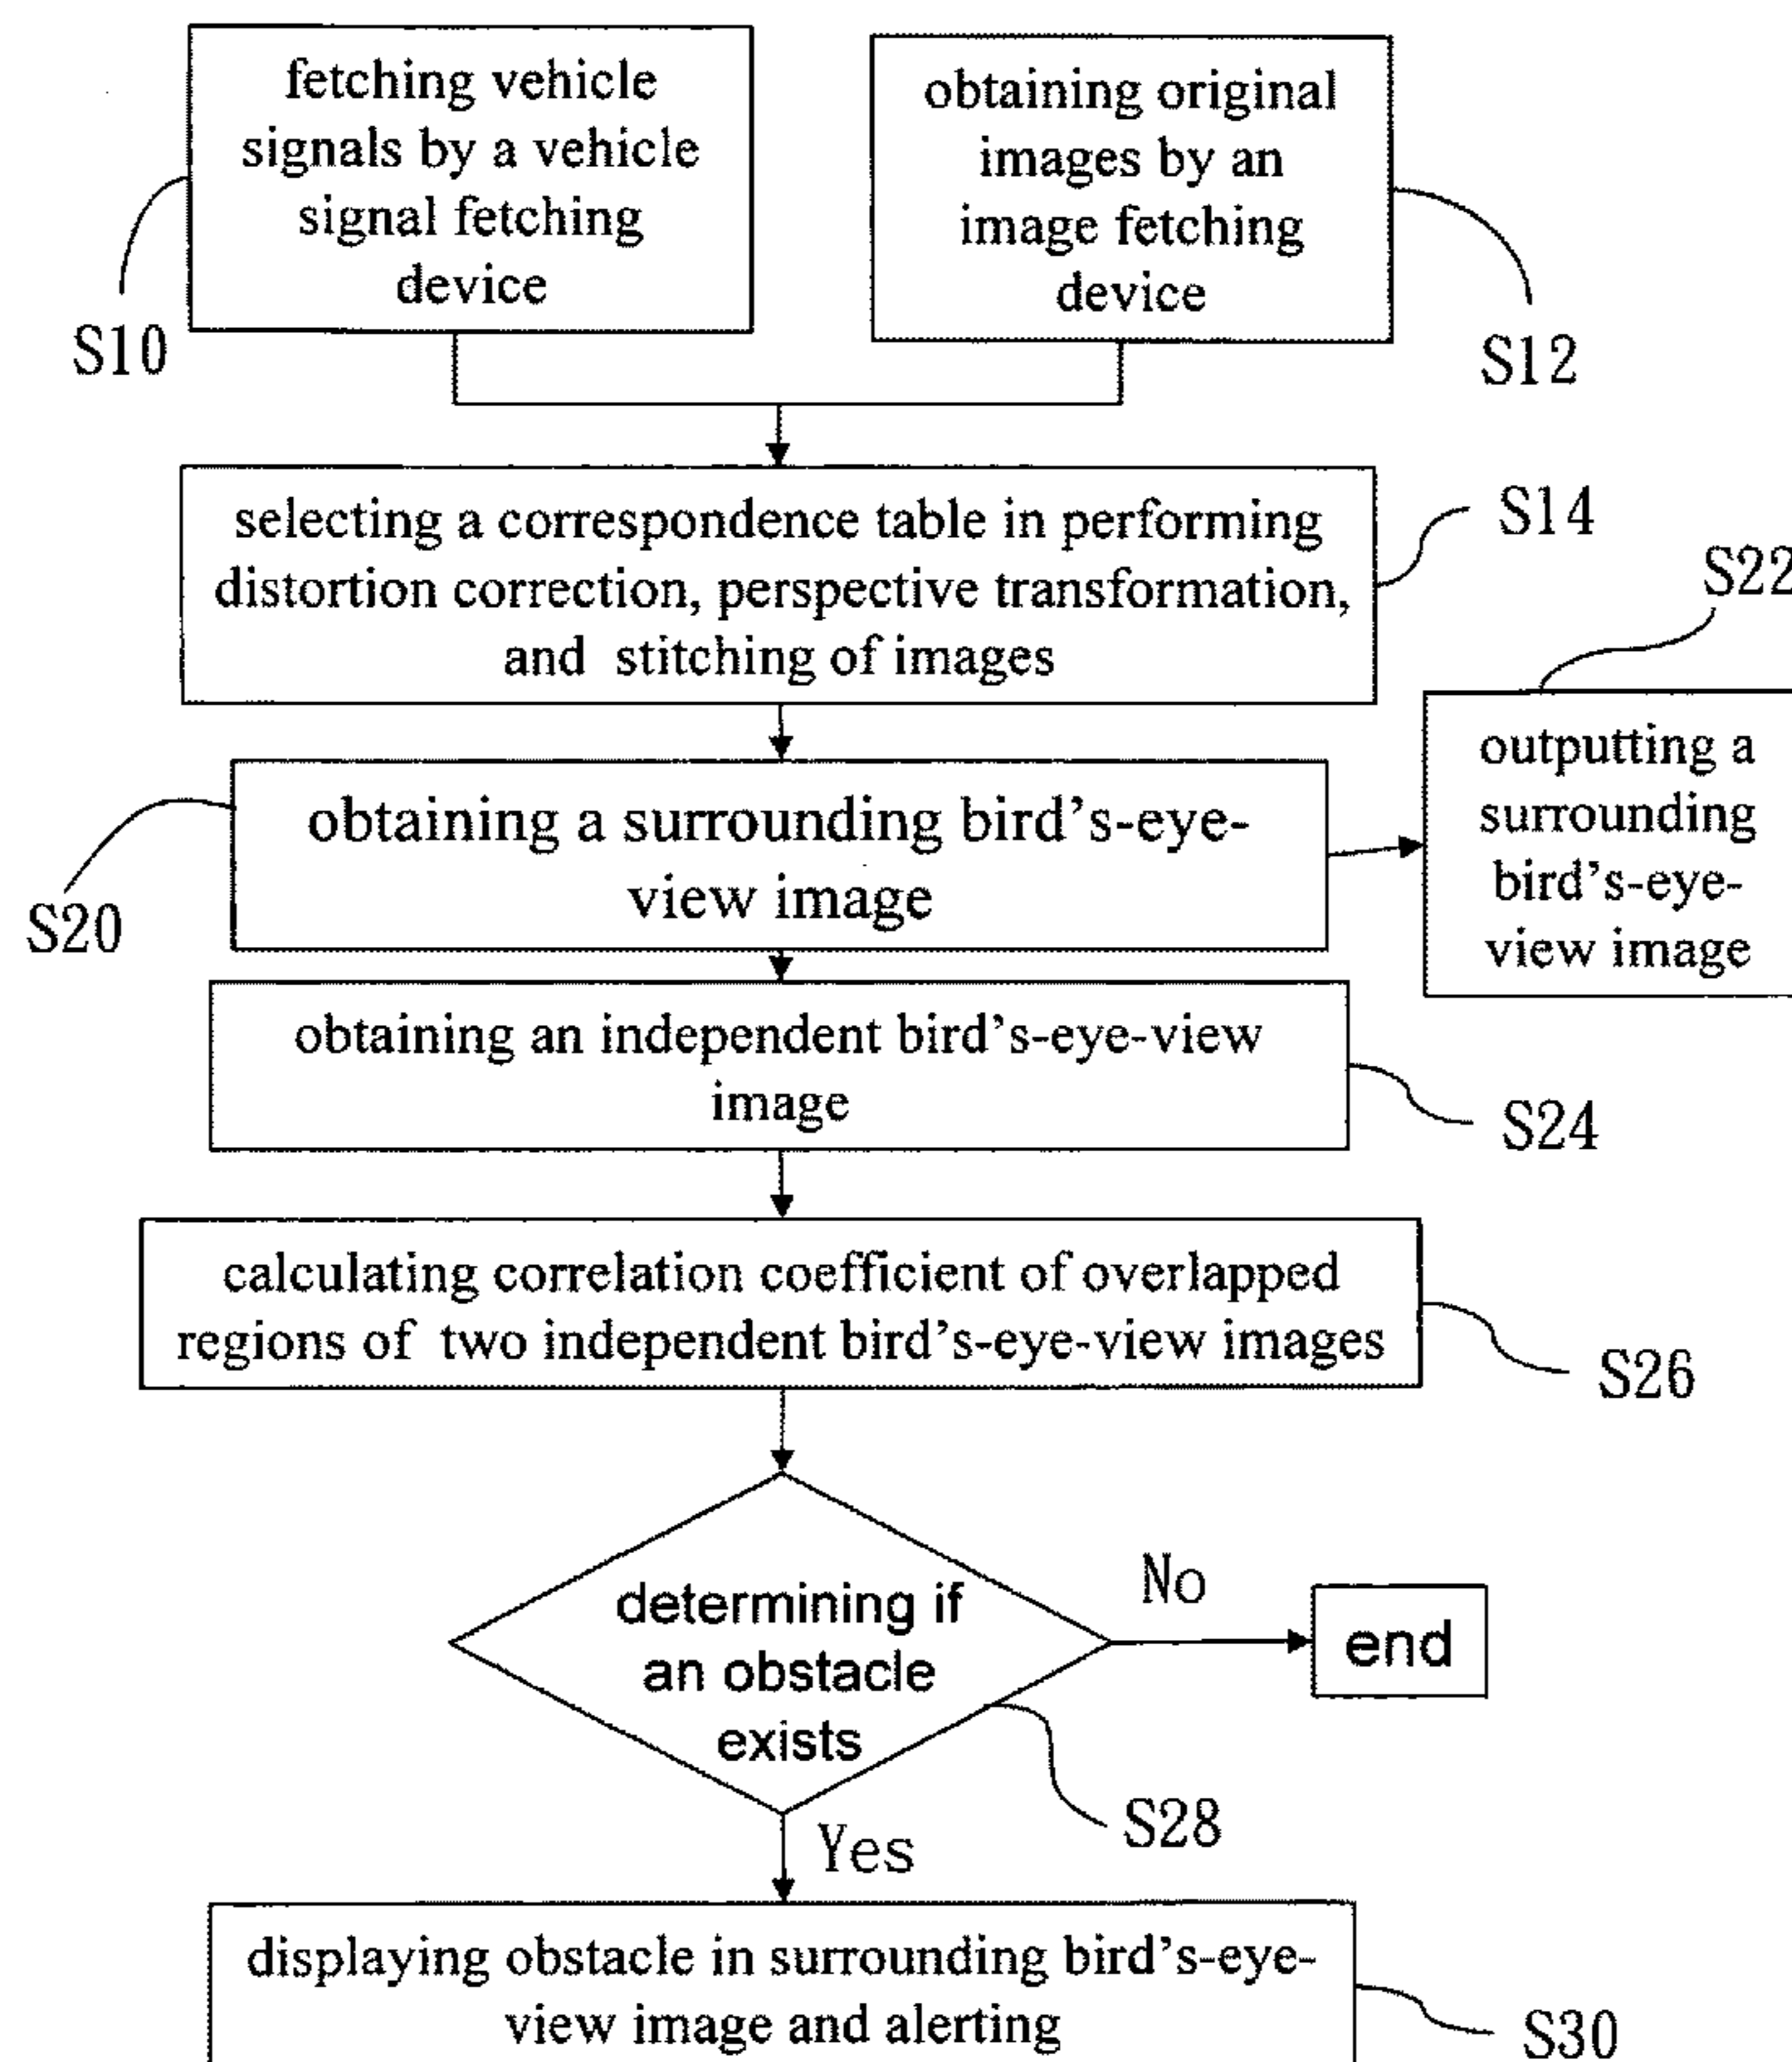 fetching vehicle
signals by a vehicle
signal fetching
device
S10
obtaining original
images by an
image fetching
device
S12
selecting a correspondence table in performing
distortion correction, perspective transformation,
and stitching of images
S14
S22
obtaining a surrounding bird's-eye-
view image
S20
outputting a
surrounding
bird's-eye-
view image
obtaining an independent bird's-eye-view
image
S24
calculating correlation coefficient of overlapped
regions of two independent bird's-eye-view images
S26
determining if
an obstacle
exists
No
end
S28
Yes
displaying obstacle in surrounding bird's-eye-
view image and alerting
S30